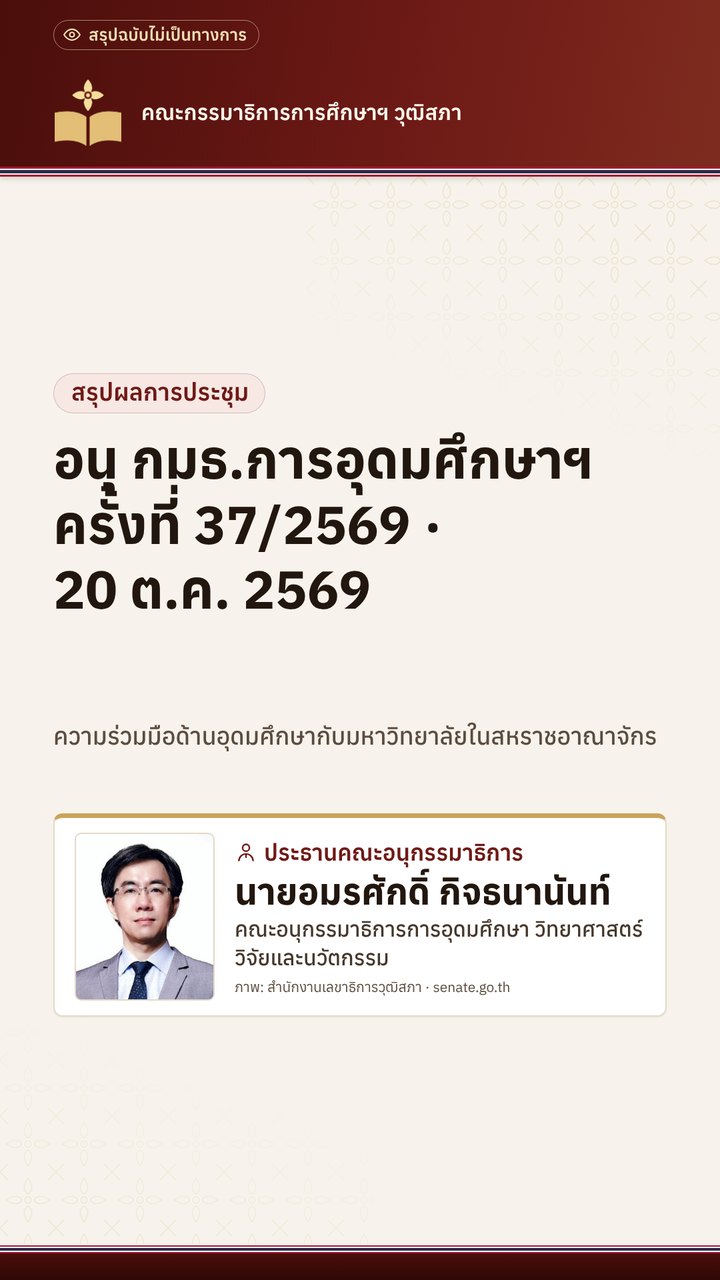 สรุปฉบับไม่เป็นทางการ
คณะกรรมาธิการการศึกษาฯ วุฒิสภา
สรุปผลการประชุม
อนุ กมธ.การอุดมศึกษาฯ
ครั้งที่ 37/2569 ·
20 ต.ค. 2569
ความร่วมมือด้านอุดมศึกษากับมหาวิทยาลัยในสหราชอาณาจักร
ประธานคณะอนุกรรมาธิการ
นายอมรศักดิ์ กิจธนานันท์
คณะอนุกรรมาธิการการอุดมศึกษา วิทยาศาสตร์
วิจัยและนวัตกรรม
ภาพ: สำนักงานเลขาธิการวุฒิสภา · senate.go.th